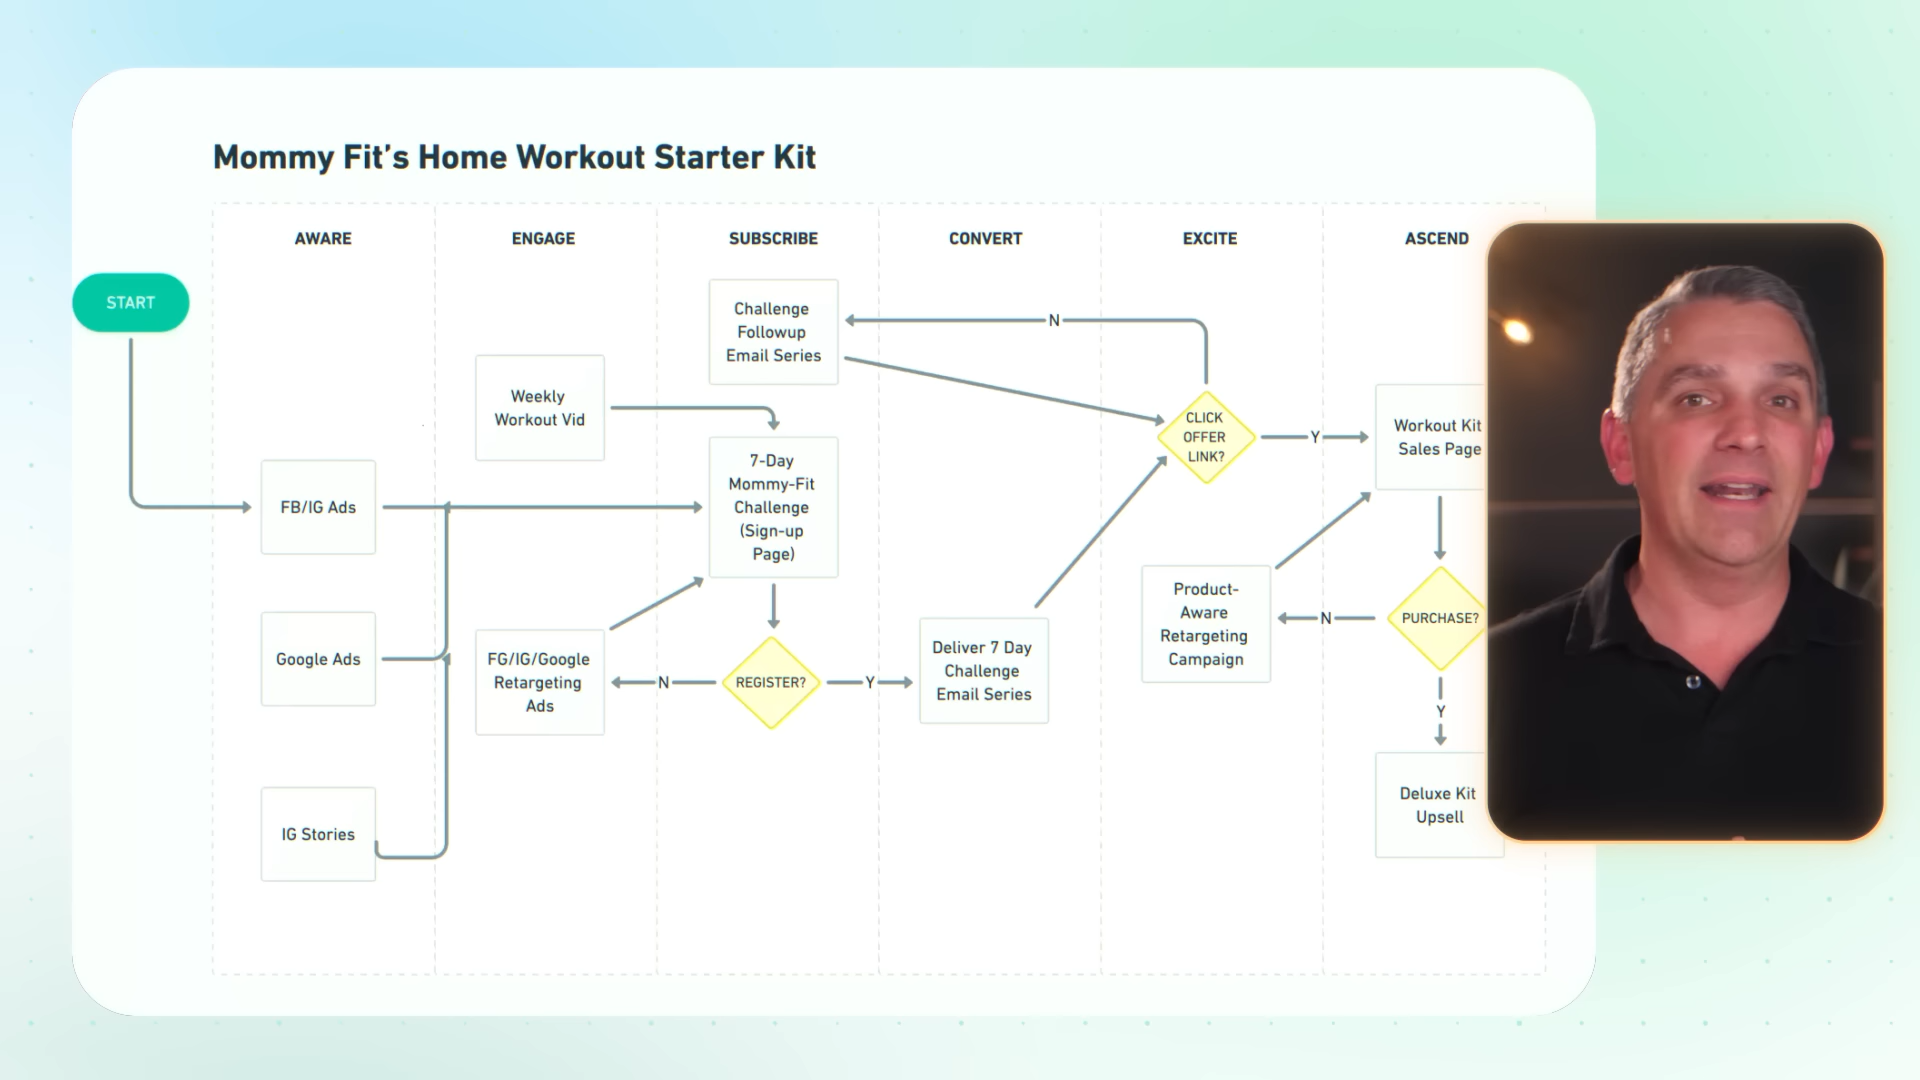 Mommy Fit's Home Workout Starter Kit
AWARE
ENGAGE
SUBSCRIBE
CONVERT
EXCITE
ASCEND
START
Challenge
Followup
Email Series
N
Weekly
Workout Vid
CLICK
OFFER
LINK?
Y
Workout Kit
Sales Page
7-Day
Mommy-Fit
Challenge
(Sign-up
Page)
FB/IG Ads
Google Ads
FG/IG/Google
Retargeting
Ads
N
REGISTER?
Y
Deliver 7 Day
Challenge
Email Series
Product-
Aware
Retargeting
Campaign
N
PURCHASE?
Y
IG Stories
Deluxe Kit
Upsell